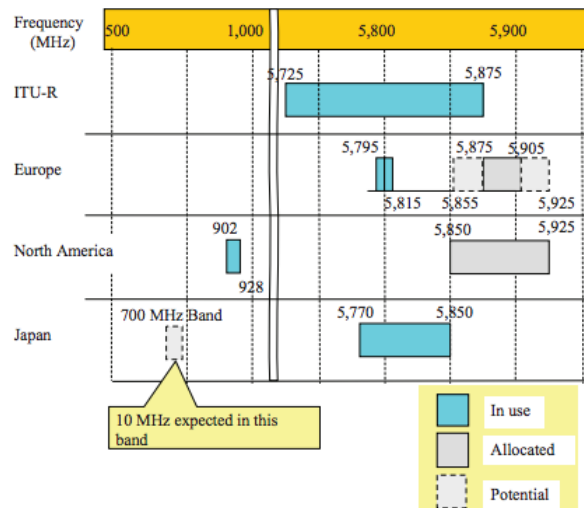 Frequency
(MHz)
500
1,000
5,800
5,900
ITU-R
5,725
5,875
Europe
5,795
5,875
5,905
5,815
5,855
5,925
North America
902
928
5,850
5,925
Japan
700 MHz Band
5,770
5,850
10 MHz expected in this
band
In use
Allocated
Potential